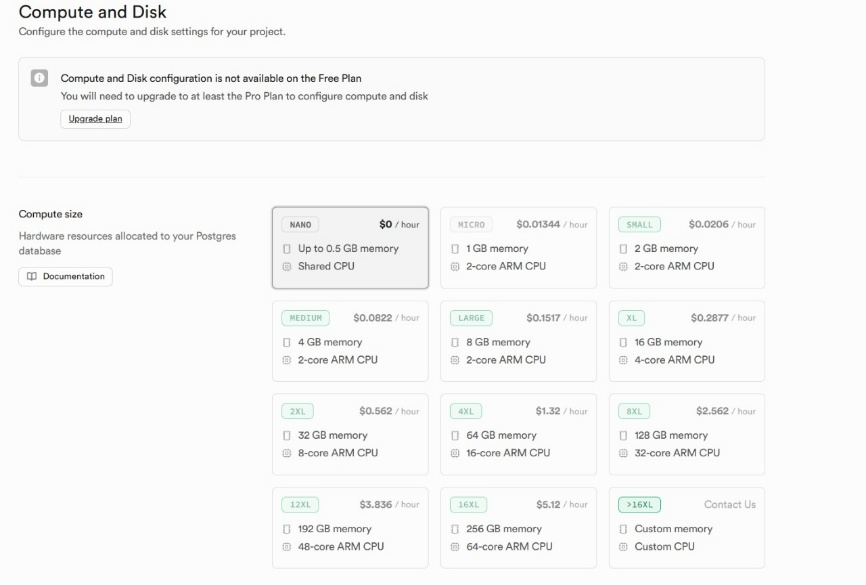 Compute and Disk
Configure the compute and disk settings for your project.
Compute and Disk configuration is not available on the Free Plan
You will need to upgrade to at least the Pro Plan to configure compute and disk
Upgrade plan
Compute size
Hardware resources allocated to your Postgres
database
Documentation
NANO $0 / hour
Up to 0.5 GB memory
Shared CPU
MICRO $0.01344 / hour
1 GB memory
2-core ARM CPU
SMALL $0.0206 / hour
2 GB memory
2-core ARM CPU
MEDIUM $0.0822 / hour
4 GB memory
2-core ARM CPU
LARGE $0.1517 / hour
8 GB memory
2-core ARM CPU
XL $0.2877 / hour
16 GB memory
4-core ARM CPU
2XL $0.562 / hour
32 GB memory
8-core ARM CPU
4XL $1.32 / hour
64 GB memory
16-core ARM CPU
8XL $2.562 / hour
128 GB memory
32-core ARM CPU
12XL $3.836 / hour
192 GB memory
48-core ARM CPU
16XL $5.12 / hour
256 GB memory
64-core ARM CPU
>16XL Contact Us
Custom memory
Custom CPU